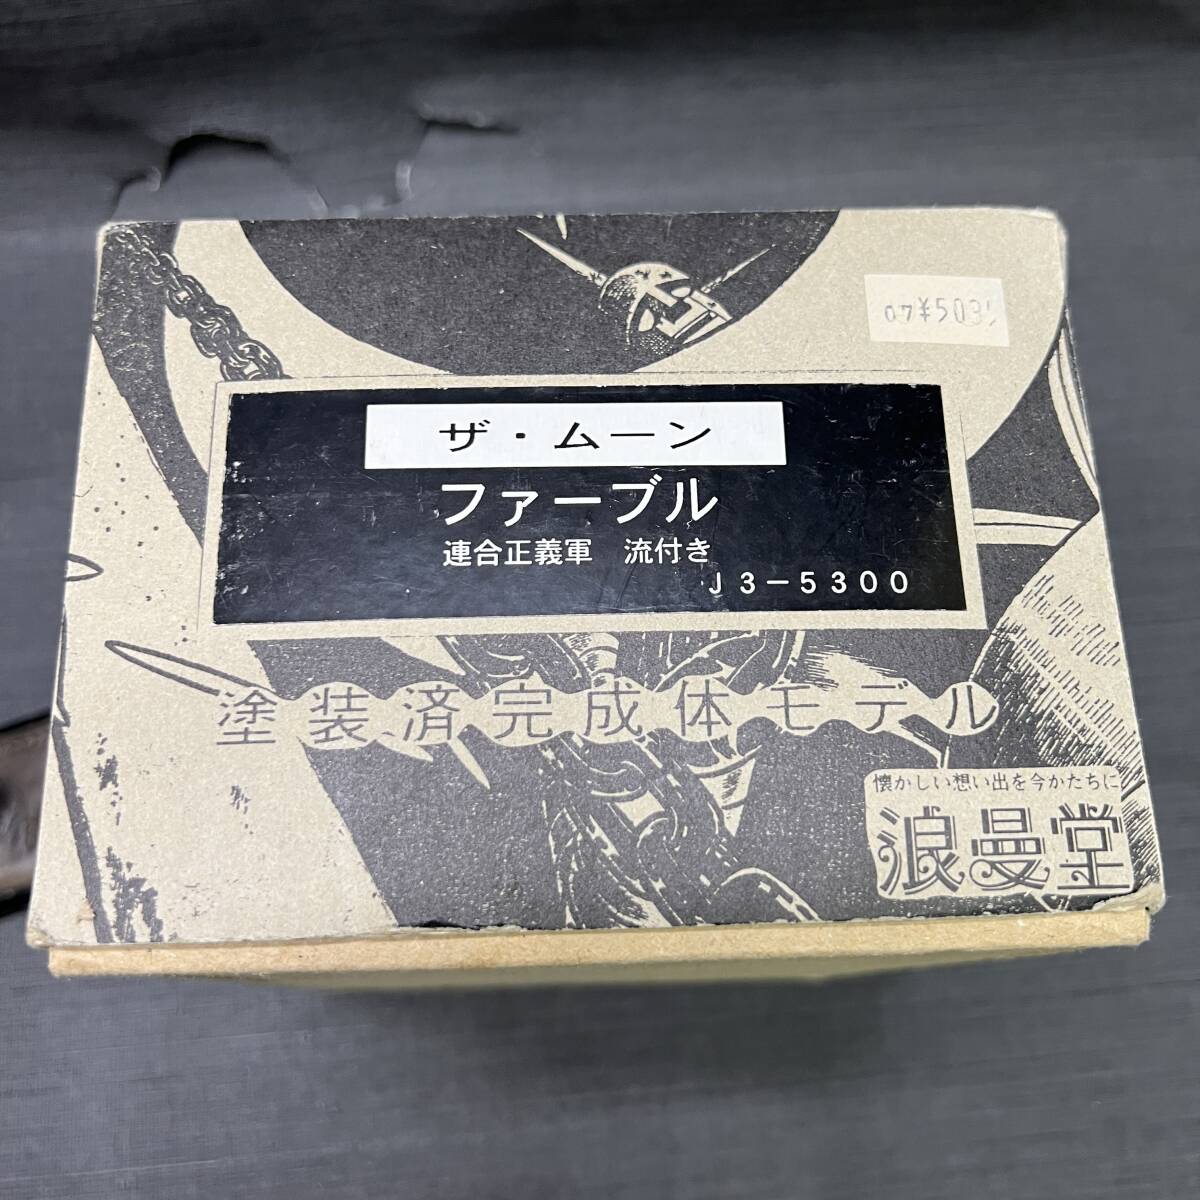 ザ・ムーン
ファーブル
連合正義軍 流付き
J3-5300
塗装済完成体モデル
懐かしい想い出を今かたちに
浪曼堂